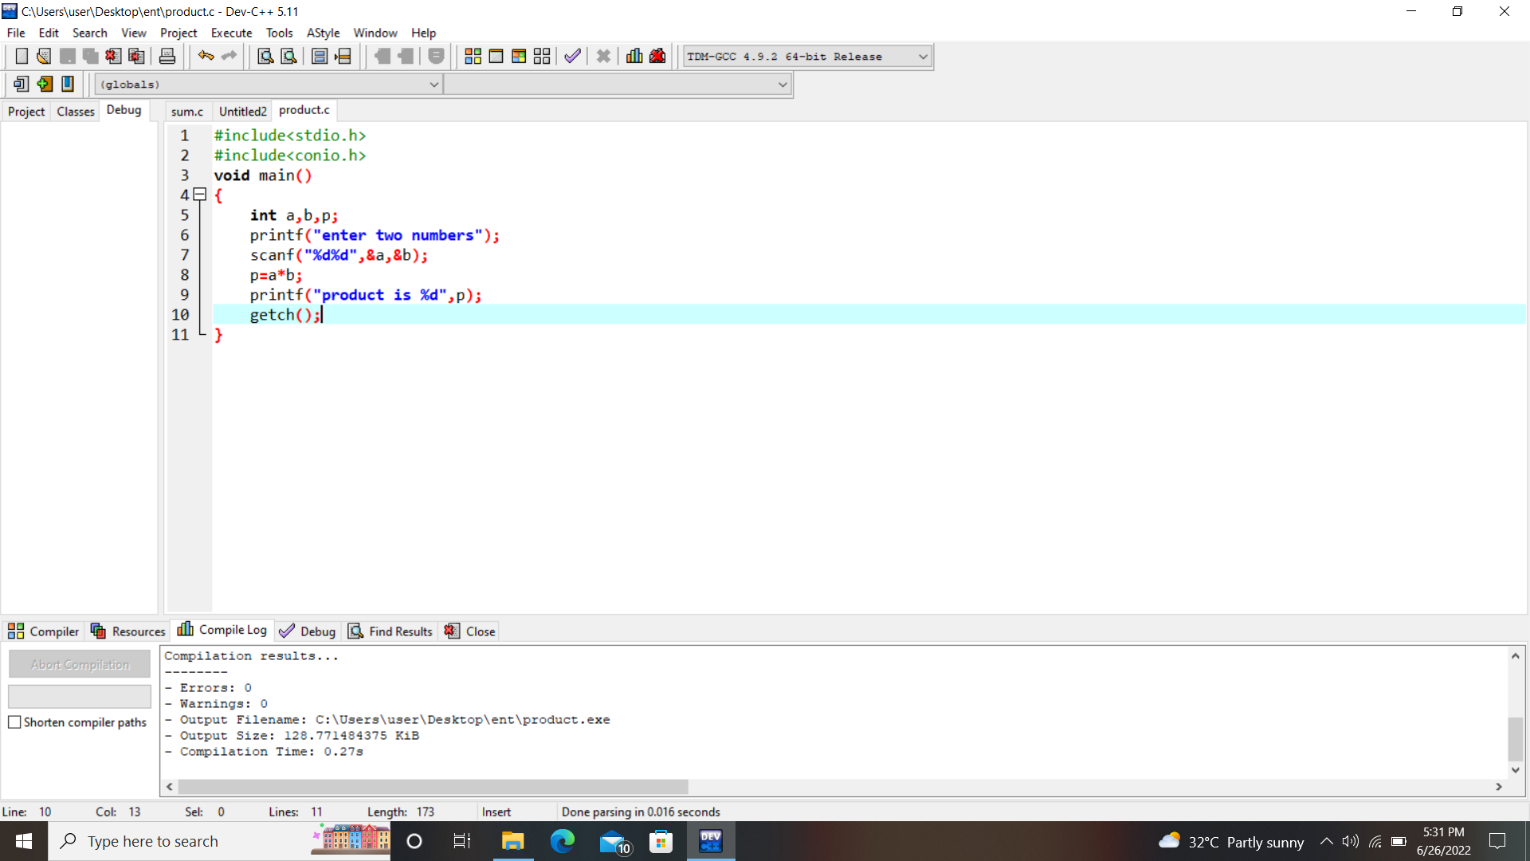 C:\Users\user\Desktop\ent\product.c - Dev-C++ 5.11
File Edit Search View Project Execute Tools AStyle Window Help
TDM-GCC 4.9.2 64-bit Release
(globals)
Project Classes Debug sum.c Untitled2 product.c
1 #include<stdio.h>
2 #include<conio.h>
3 void main()
4 {
5 int a,b,p;
6 printf("enter two numbers");
7 scanf("%d%d",&a,&b);
8 p=a*b;
9 printf("product is %d",p);
10 getch();
11 }
Compiler Resources Compile Log Debug Find Results Close
Abort Compilation
Shorten compiler paths
Compilation results...
--------
- Errors: 0
- Warnings: 0
- Output Filename: C:\Users\user\Desktop\ent\product.exe
- Output Size: 128.771484375 KiB
- Compilation Time: 0.27s
Line: 10 Col: 13 Sel: 0 Lines: 11 Length: 173 Insert Done parsing in 0.016 seconds
Type here to search
10
DEV
32°C Partly sunny
5:31 PM
6/26/2022